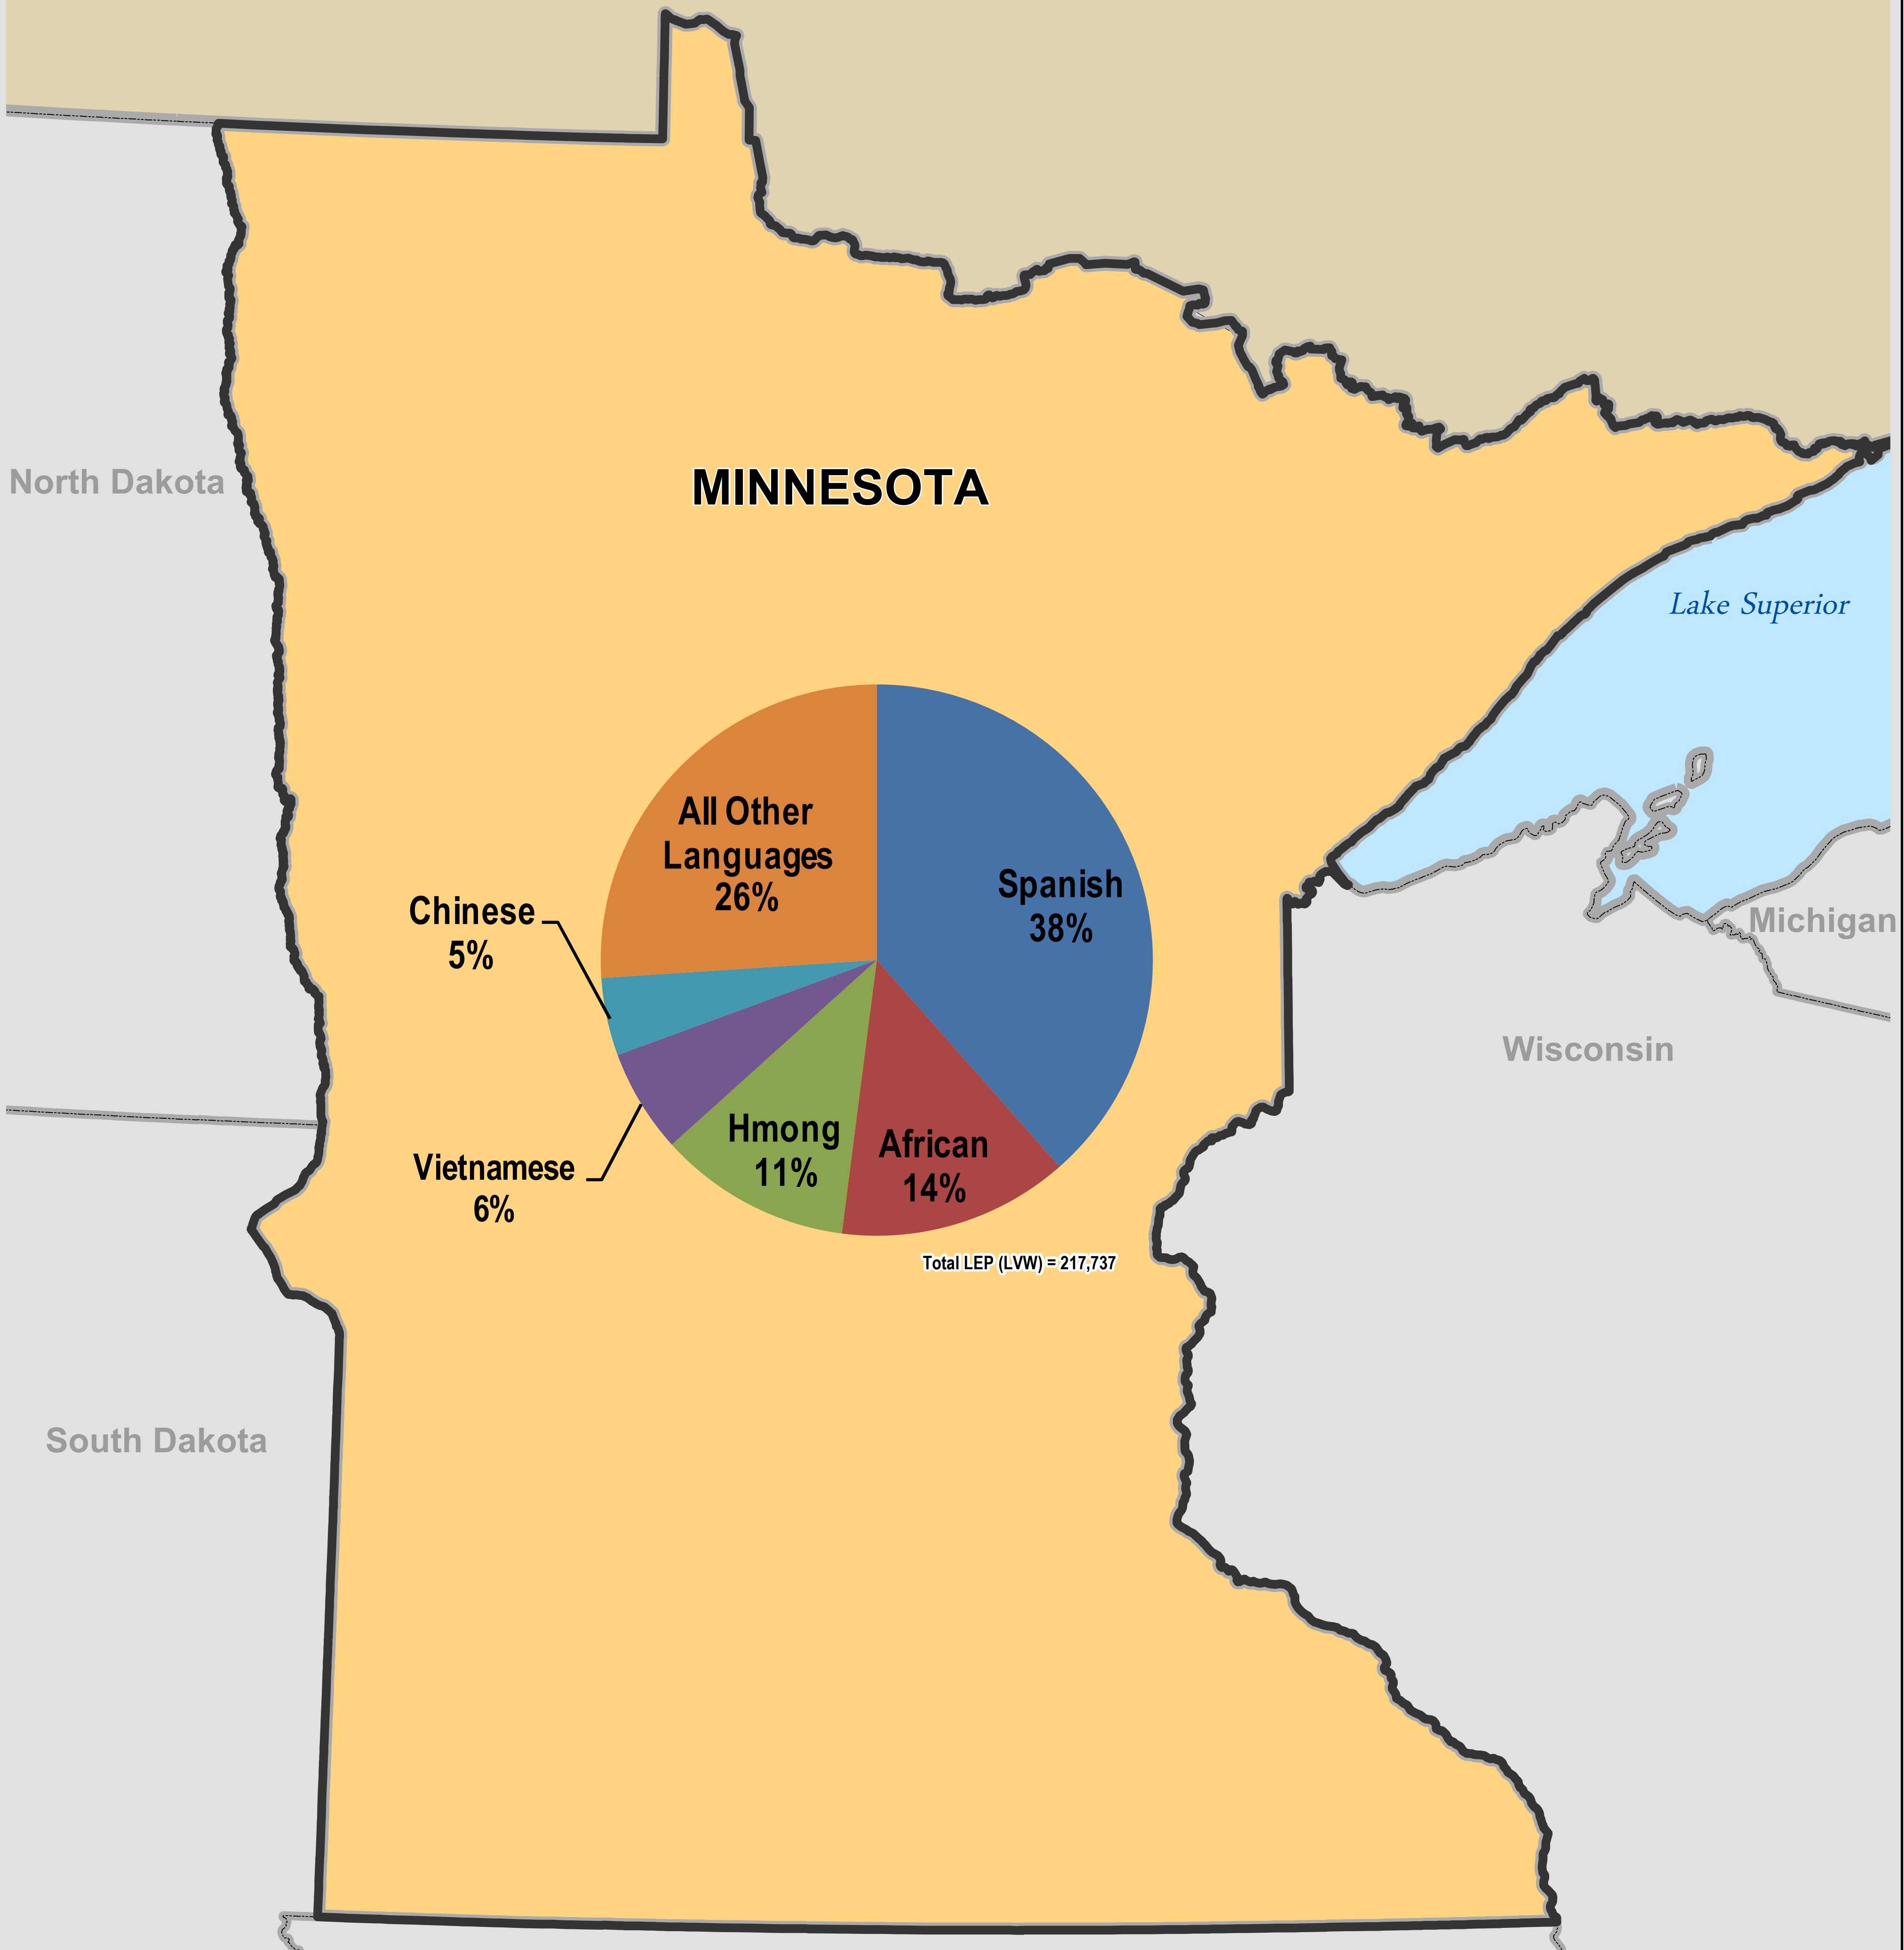 North Dakota
MINNESOTA
Lake Superior
All Other
Languages
26%
Spanish
38%
Chinese
5%
Michigan
Wisconsin
Hmong
11%
African
14%
Vietnamese
6%
Total LEP (LVW) = 217,737
South Dakota